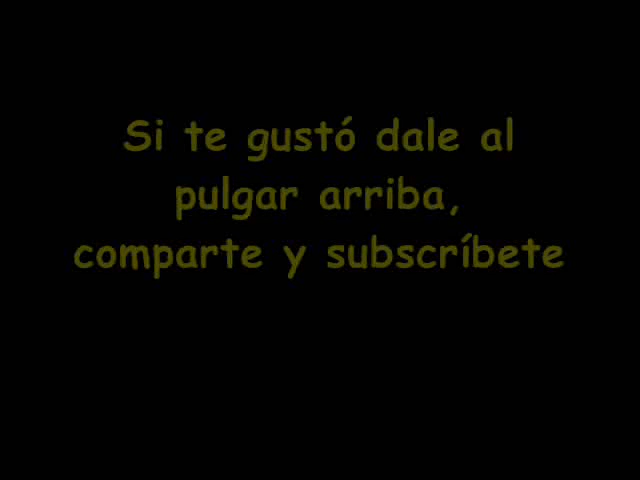 Si te gustó dale al
pulgar arriba,
comparte y subscríbete